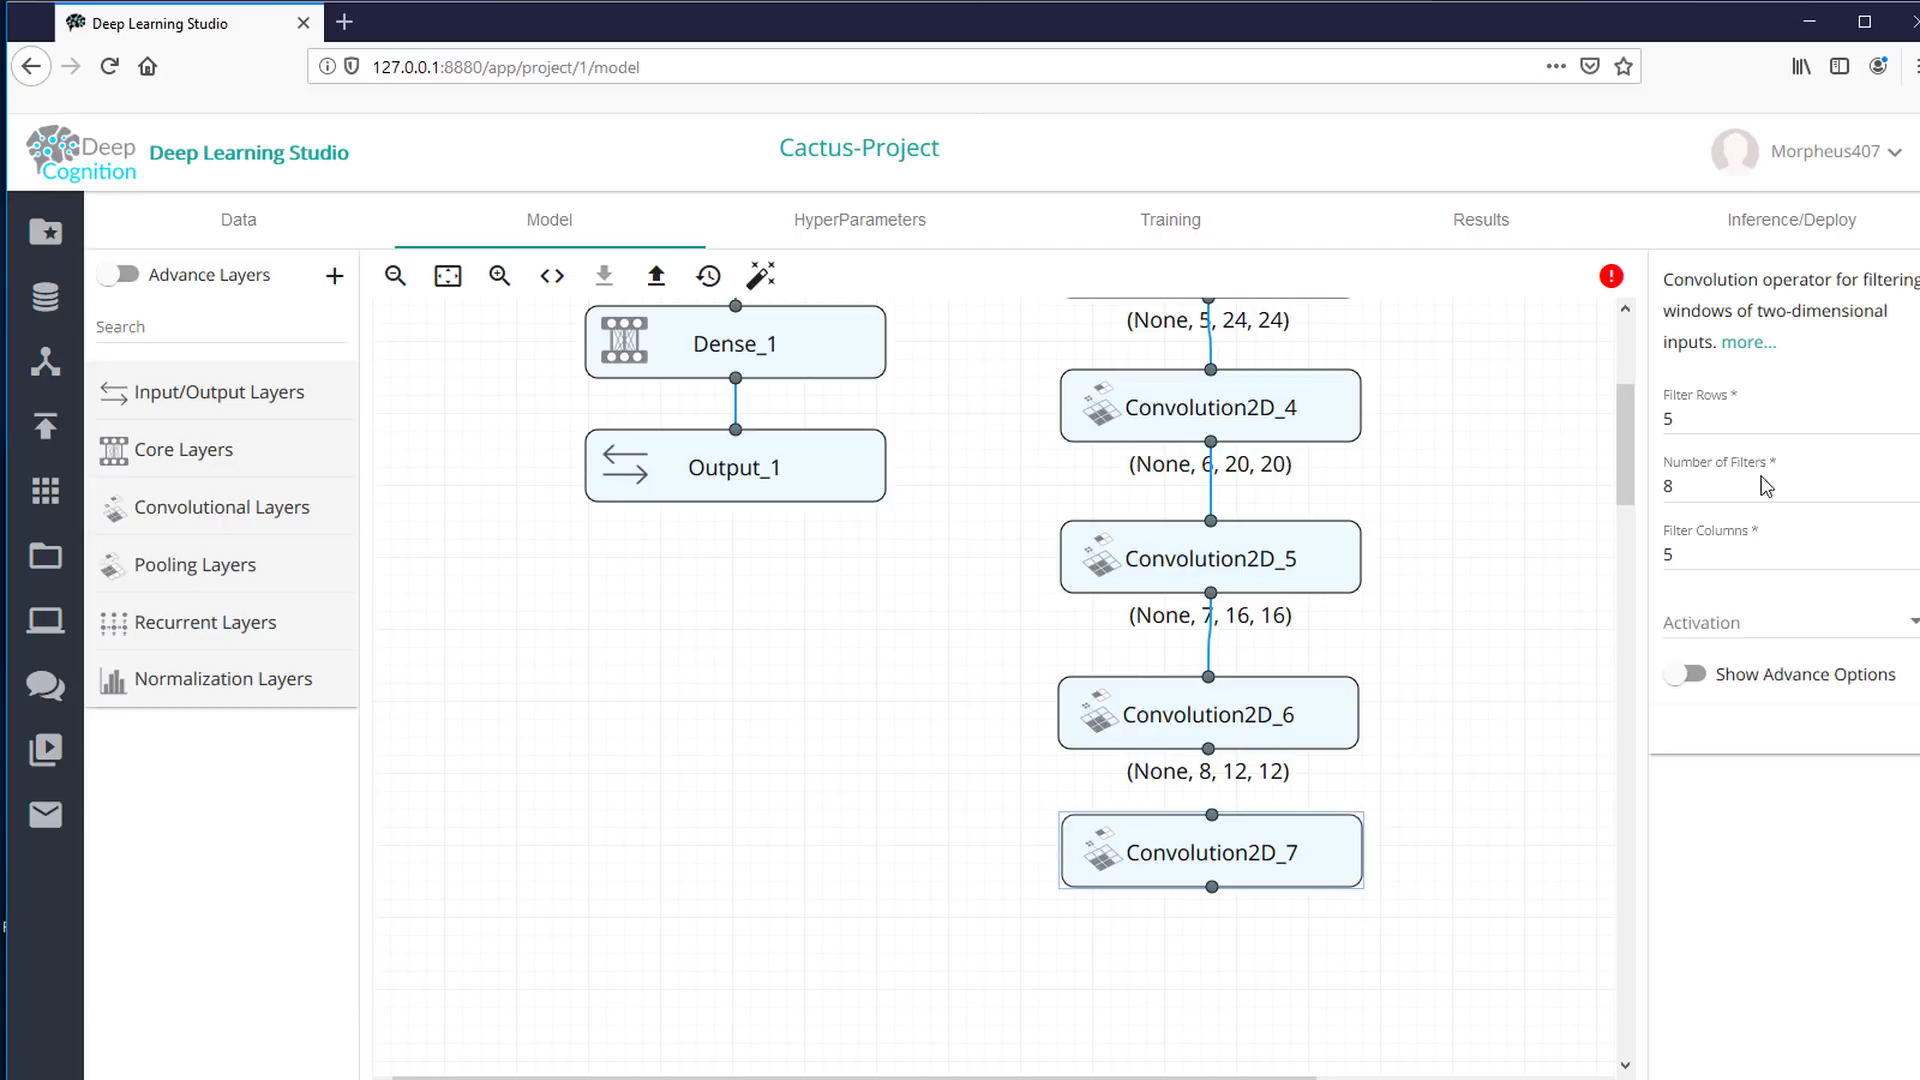 Deep Learning Studio
127.0.0.1:8880/app/project/1/model
Deep
Cognition
Deep Learning Studio
Cactus-Project
Morpheus407
Data
Model
HyperParameters
Training
Results
Inference/Deploy
Advance Layers
Search
Input/Output Layers
Core Layers
Convolutional Layers
Pooling Layers
Recurrent Layers
Normalization Layers
Dense_1
Output_1
(None, 5, 24, 24)
Convolution2D_4
(None, 6, 20, 20)
Convolution2D_5
(None, 7, 16, 16)
Convolution2D_6
(None, 8, 12, 12)
Convolution2D_7
Convolution operator for filtering
windows of two-dimensional
inputs. more...
Filter Rows *
5
Number of Filters *
8
Filter Columns *
5
Activation
Show Advance Options